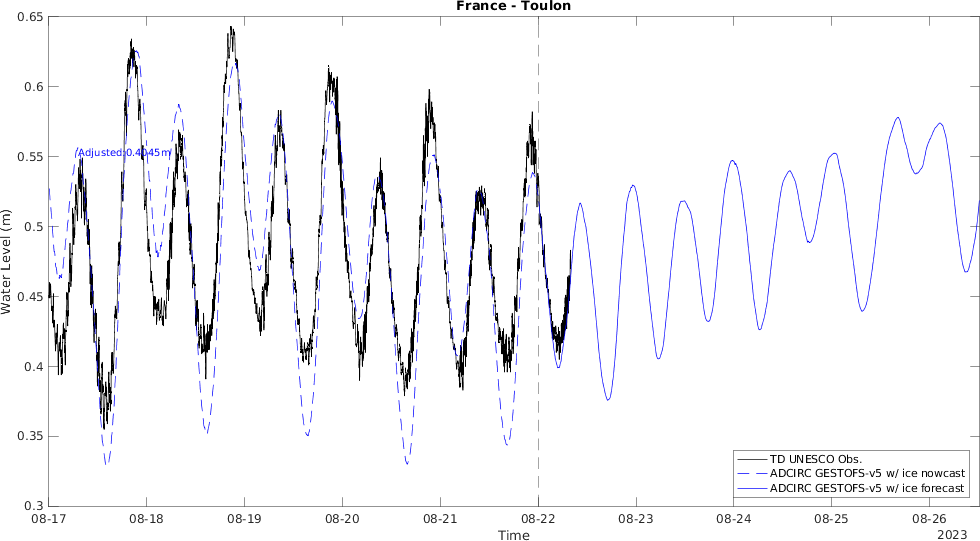 France - Toulon
0.65
0.6
0.55
0.5
0.45
0.4
0.35
0.3
Water Level (m)
Adjusted:0.4045m
TD UNESCO Obs.
ADCIRC GESTOFS-v5 w/ ice nowcast
ADCIRC GESTOFS-v5 w/ ice forecast
08-17 08-18 08-19 08-20 08-21 08-22 08-23 08-24 08-25 08-26
Time
2023